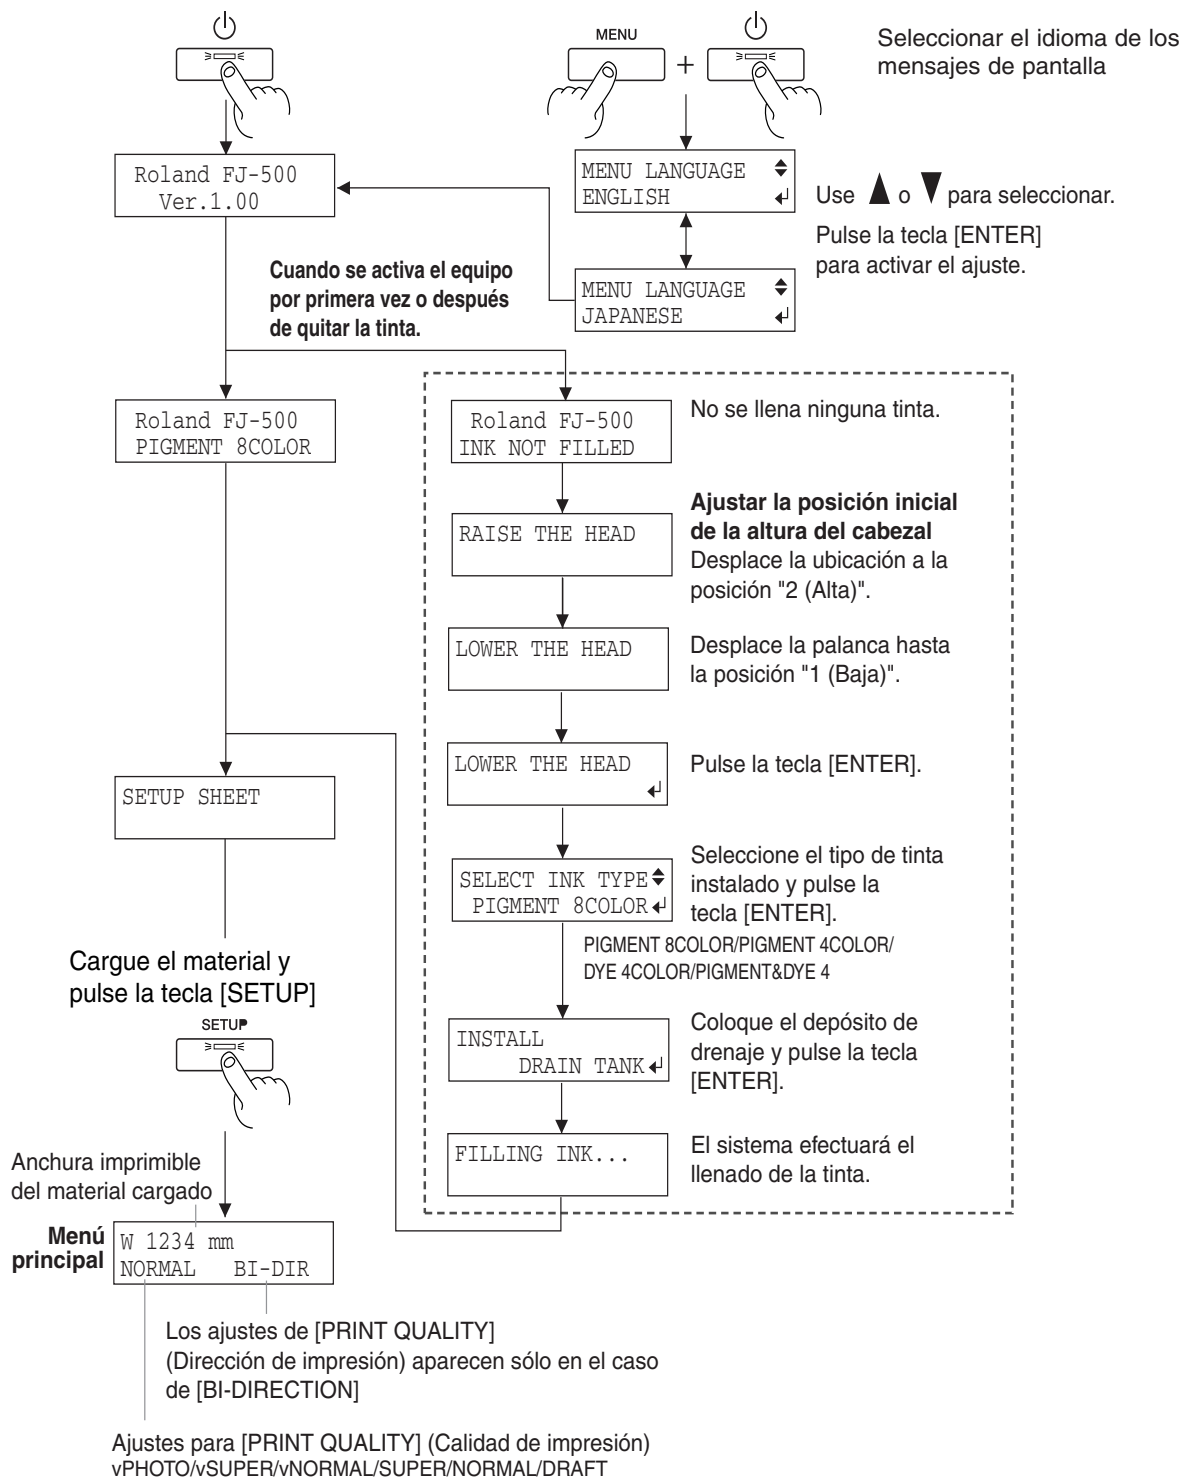 MENU
+
Seleccionar el idioma de los
mensajes de pantalla
Roland FJ-500
Ver.1.00
MENU LANGUAGE
ENGLISH
Use ▲ o ▼ para seleccionar.
Pulse la tecla [ENTER]
para activar el ajuste.
MENU LANGUAGE
JAPANESE
Cuando se activa el equipo
por primera vez o después
de quitar la tinta.
Roland FJ-500
PIGMENT 8COLOR
Roland FJ-500
INK NOT FILLED
No se llena ninguna tinta.
RAISE THE HEAD
Ajustar la posición inicial
de la altura del cabezal
Desplace la ubicación a la
posición "2 (Alta)".
LOWER THE HEAD
Desplace la palanca hasta
la posición "1 (Baja)".
LOWER THE HEAD
Pulse la tecla [ENTER].
SELECT INK TYPE
PIGMENT 8COLOR
Seleccione el tipo de tinta
instalado y pulse la
tecla [ENTER].
PIGMENT 8COLOR/PIGMENT 4COLOR/
DYE 4COLOR/PIGMENT&DYE 4
INSTALL
DRAIN TANK
Coloque el depósito de
drenaje y pulse la tecla
[ENTER].
FILLING INK...
El sistema efectuará el
llenado de la tinta.
SETUP SHEET
Cargue el material y
pulse la tecla [SETUP]
SETUP
Anchura imprimible
del material cargado
Menú
principal
W 1234 mm
NORMAL BI-DIR
Los ajustes de [PRINT QUALITY]
(Dirección de impresión) aparecen sólo en el caso
de [BI-DIRECTION]
Ajustes para [PRINT QUALITY] (Calidad de impresión)
vPHOTO/vSUPER/vNORMAL/SUPER/NORMAL/DRAFT